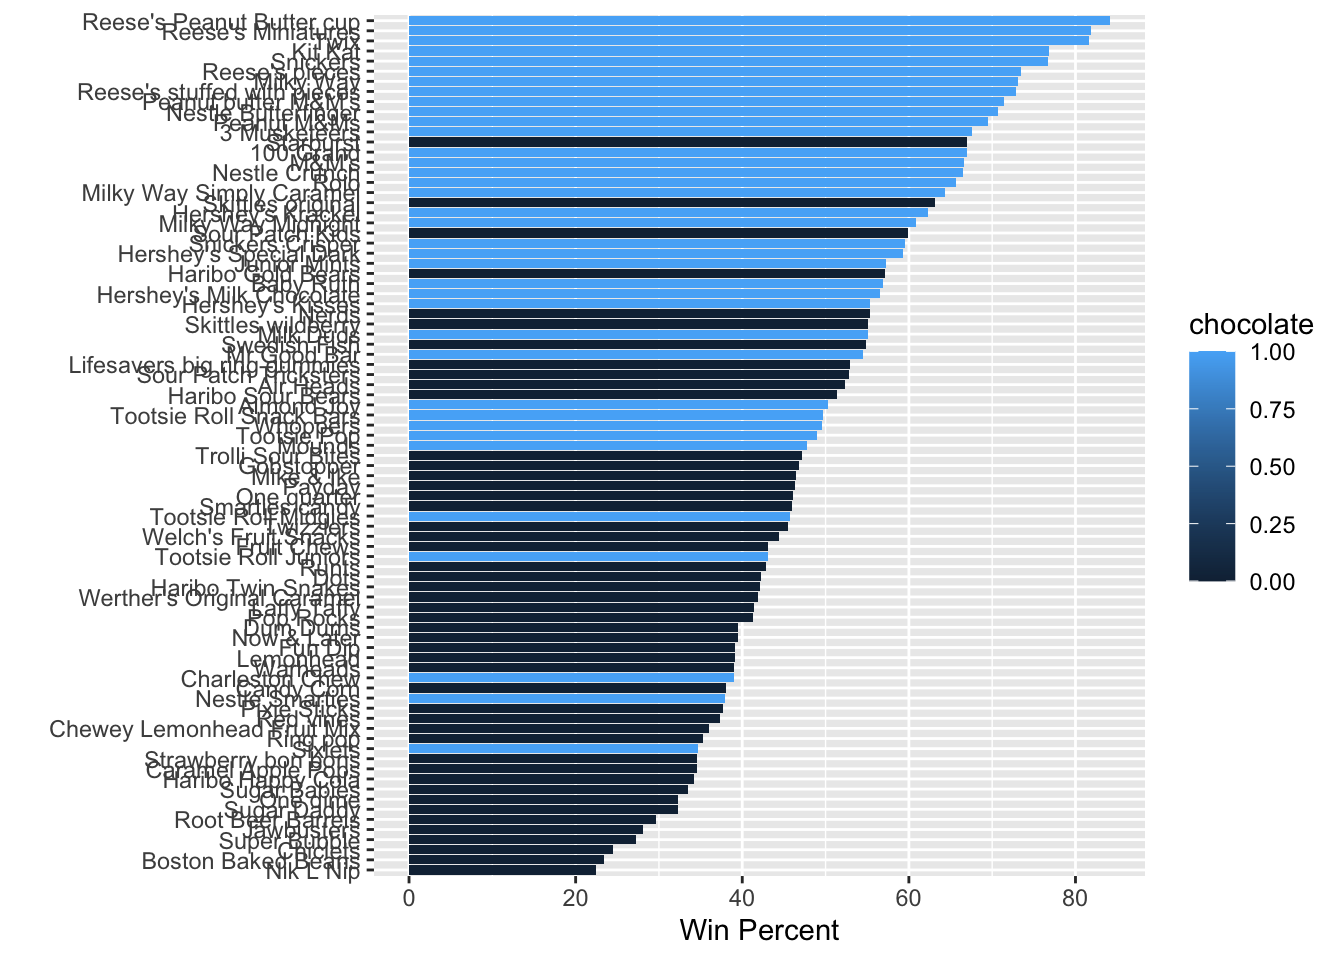 Reese's Peanut Butter cup
Reese's Miniatures
Twix
Kit Kat
Snickers
Reese's pieces
Milky Way
Reese's stuffed with pieces
Peanut butter M&M's
Nestle Butterfinger
Peanut M&Ms
3 Musketeers
Starburst
100 Grand
M&M's
Nestle Crunch
Rolo
Milky Way Simply Caramel
Skittles original
Hershey's Krackel
Milky Way Midnight
Sour Patch Kids
Snickers Crisper
Hershey's Special Dark
Junior Mints
Haribo Gold Bears
Baby Ruth
Hershey's Milk Chocolate
Hershey's Kisses
Nerds
Skittles wildberry
Milk Duds
Swedish Fish
Mr Good Bar
Lifesavers big ring gummies
Sour Patch Tricksters
Air Heads
Haribo Sour Bears
Almond Joy
Tootsie Roll Snack Bars
Whoppers
Tootsie Pop
Mounds
Trolli Sour Bites
Gobstopper
Mike & Ike
Payday
One quarter
Smarties candy
Tootsie Roll Midgies
Twizzlers
Welch's Fruit Snacks
Fruit Chews
Tootsie Roll Juniors
Runts
Dots
Haribo Twin Snakes
Werther's Original Caramel
Laffy Taffy
Pop Rocks
Dum Dums
Now & Later
Fun Dip
Lemonhead
Warheads
Charleston Chew
Candy Corn
Nestle Smarties
Pixie Sticks
Red vines
Chewey Lemonhead Fruit Mix
Ring pop
Sixlets
Strawberry bon bons
Caramel Apple Pops
Haribo Happy Cola
Sugar Babies
One dime
Sugar Daddy
Root Beer Barrels
Jawbusters
Super Bubble
Chiclets
Boston Baked Beans
Nik L Nip
0 20 40 60 80
Win Percent
chocolate
1.00
0.75
0.50
0.25
0.00